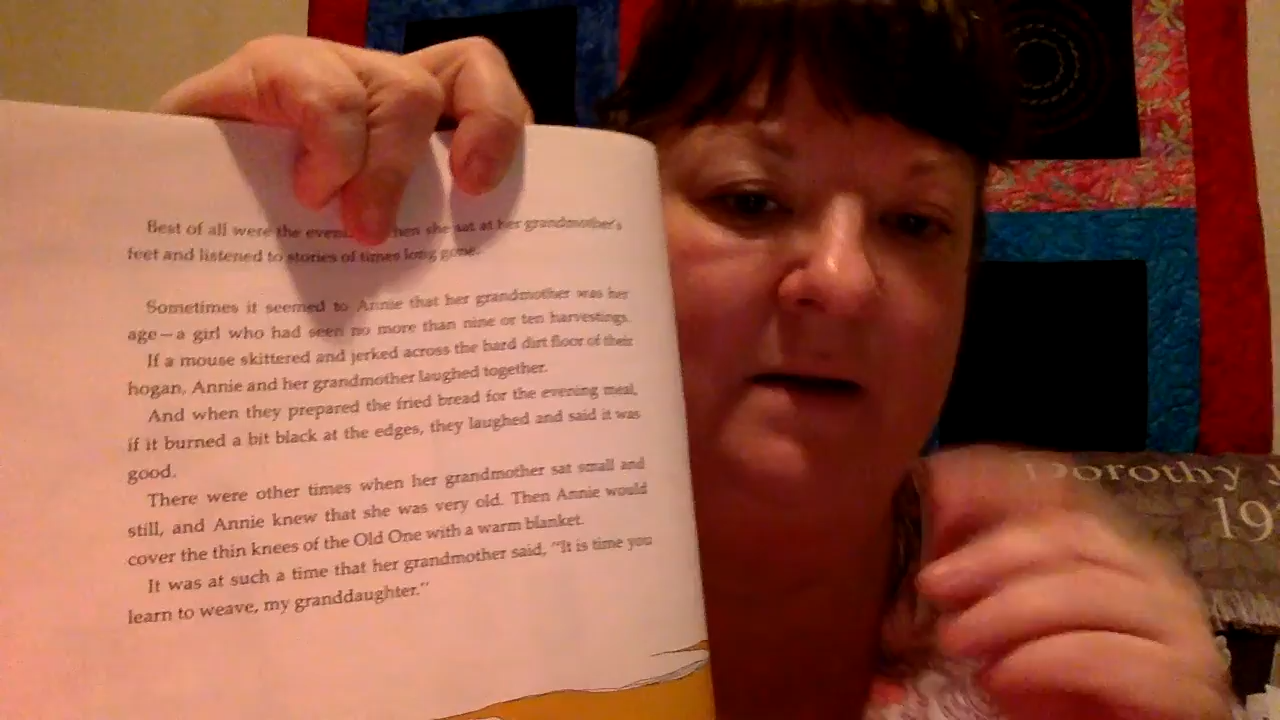 Best of all were the hen she sat at her grandmother's
feet and listened to stories of times long gone.
Sometimes it seemed to Annie that her grandmother was her
age—a girl who had seen no more than nine or ten harvestings.
If a mouse skittered and jerked across the hard dirt floor of their
hogan, Annie and her grandmother laughed together.
And when they prepared the fried bread for the evening meal,
if it burned a bit black at the edges, they laughed and said it was
good.
There were other times when her grandmother sat small and
still, and Annie knew that she was very old. Then Annie would
cover the thin knees of the Old One with a warm blanket.
It was at such a time that her grandmother said, "It is time you
learn to weave, my granddaughter."
Dorothy
19